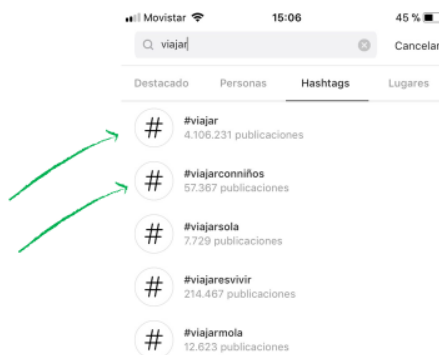 Movistar 15:06 45 %
viajar Cancelar
Destacado Personas Hashtags Lugares
#viajar
4.106.231 publicaciones
#viajarconniños
57.367 publicaciones
#viajarsola
7.729 publicaciones
#viajaresvivir
214.467 publicaciones
#viajarmola
12.623 publicaciones